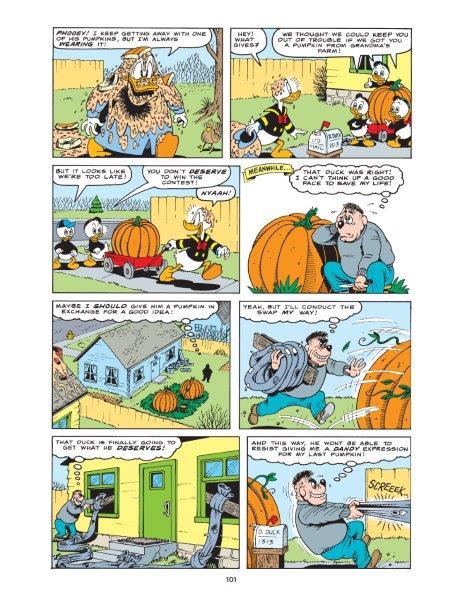 PHOOEY! I KEEP GETTING AWAY WITH ONE
OF HIS PUMPKINS, BUT I'M ALWAYS
WEARING IT!
HEY!
WHAT
GIVES?
WE THOUGHT WE COULD KEEP YOU
OUT OF TROUBLE IF WE GOT YOU
A PUMPKIN FROM GRANDMA'S
FARM!
U.S.
MAIL
D. DUCK
1313
BUT IT LOOKS LIKE
WE'RE TOO LATE!
YOU DON'T DESERVE
TO WIN THE
CONTEST!
NYAAH!
MEANWHILE...
THAT DUCK WAS RIGHT!
I CAN'T THINK UP A GOOD
FACE TO SAVE MY LIFE!
MAYBE I SHOULD GIVE HIM A PUMPKIN IN
EXCHANGE FOR A GOOD IDEA!
YEAH, BUT I'LL CONDUCT THE
SWAP MY WAY!
THAT DUCK IS FINALLY GOING TO
GET WHAT HE DESERVES!
AND THIS WAY, HE WONT BE ABLE TO
RESIST GIVING ME A DANDY EXPRESSION
FOR MY LAST PUMPKIN!
SCREEEK
D. DUCK
1313
101